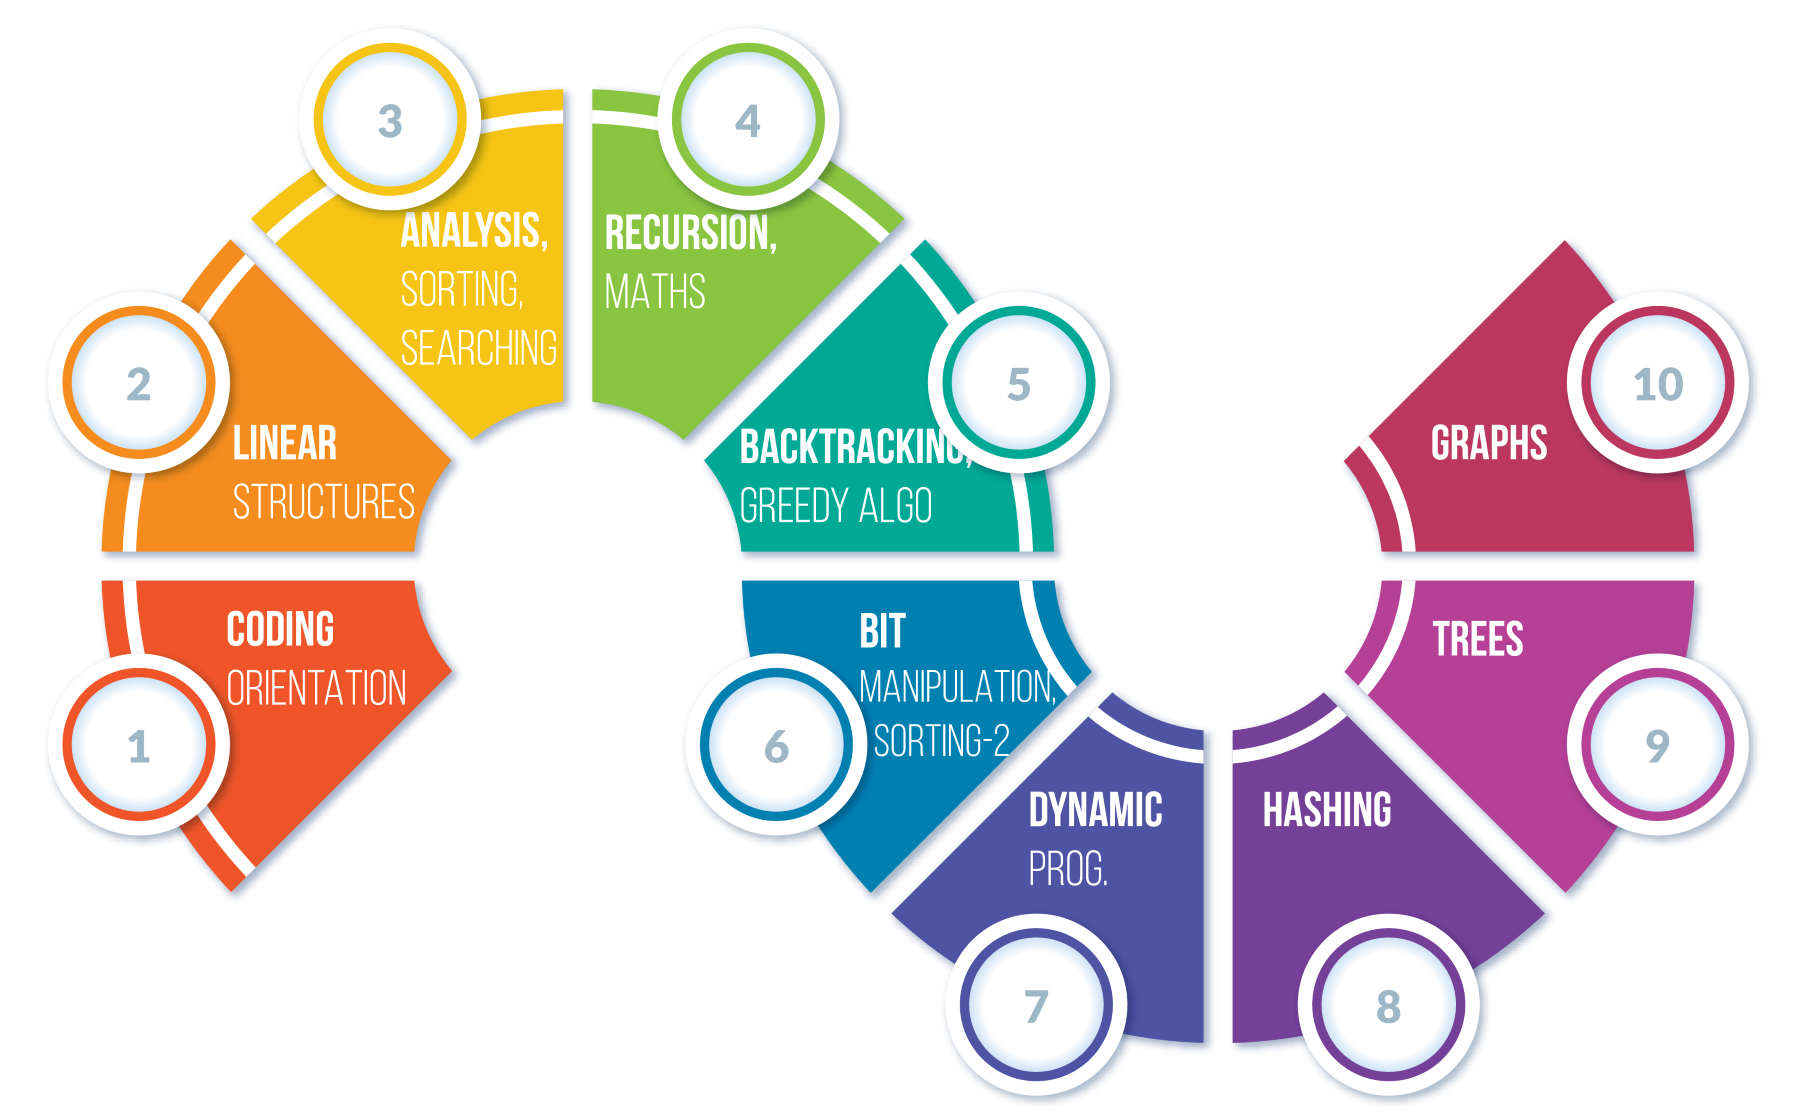 1
CODING
ORIENTATION
2
LINEAR
STRUCTURES
3
ANALYSIS,
SORTING,
SEARCHING
4
RECURSION,
MATHS
5
BACKTRACKING,
GREEDY ALGO
6
BIT
MANIPULATION,
SORTING-2
7
DYNAMIC
PROG.
8
HASHING
9
TREES
10
GRAPHS